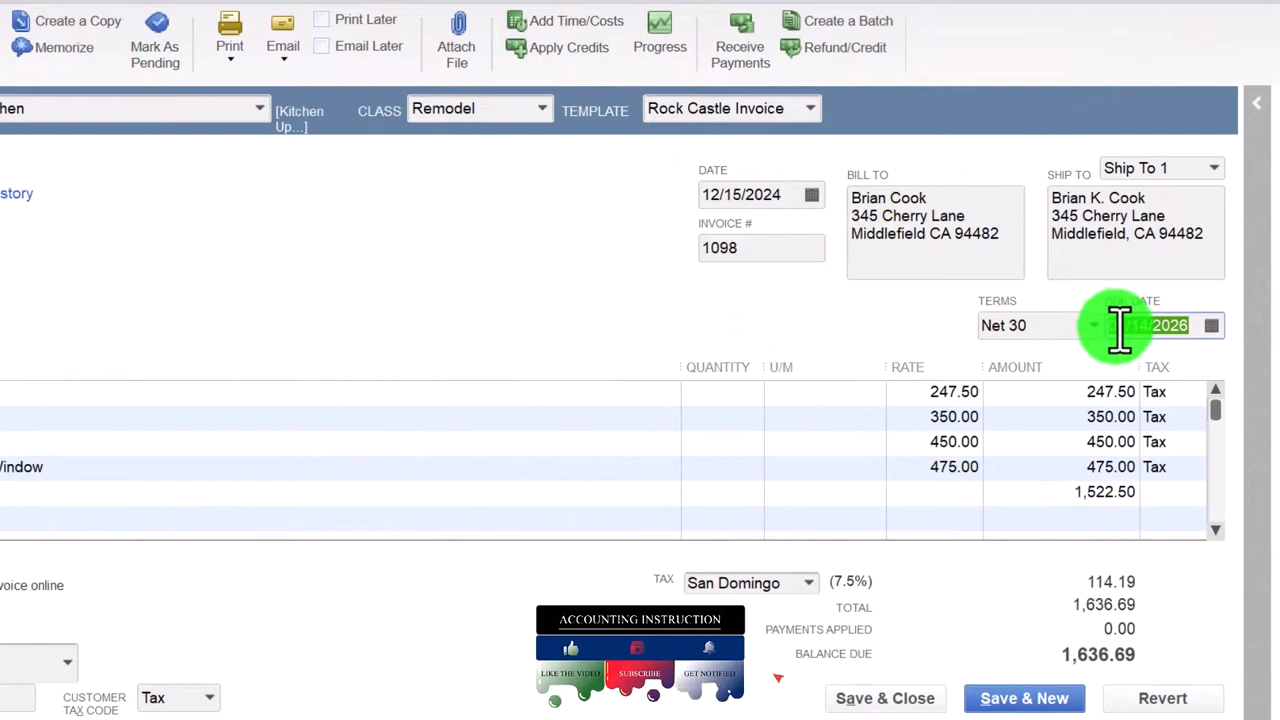 Create a Copy
Memorize
Mark As
Pending
Print
Email
Print Later
Email Later
Attach
File
Add Time/Costs
Apply Credits
Progress
Receive
Payments
Create a Batch
Refund/Credit
hen
[Kitchen
Up...]
CLASS
Remodel
TEMPLATE
Rock Castle Invoice
story
DATE
12/15/2024
INVOICE #
1098
BILL TO
Brian Cook
345 Cherry Lane
Middlefield CA 94482
SHIP TO
Ship To 1
Brian K. Cook
345 Cherry Lane
Middlefield, CA 94482
TERMS
Net 30
DATE
/2026
QUANTITY U/M RATE AMOUNT TAX
247.50 247.50 Tax
350.00 350.00 Tax
450.00 450.00 Tax
Window 475.00 475.00 Tax
1,522.50
voice online
TAX San Domingo (7.5%) 114.19
TOTAL 1,636.69
PAYMENTS APPLIED 0.00
BALANCE DUE 1,636.69
ACCOUNTING INSTRUCTION
LIKE THE VIDEO
SUBSCRIBE
GET NOTIFIED
CUSTOMER
TAX CODE
Tax
Save & Close
Save & New
Revert